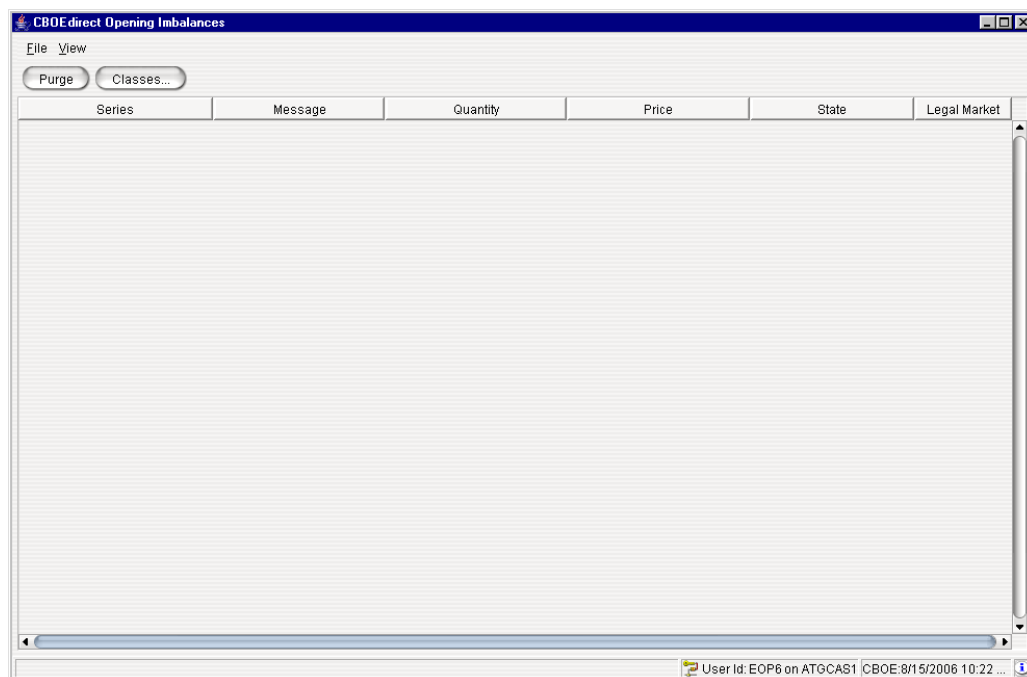 CBOEdirect Opening Imbalances
File View
Purge Classes...
Series Message Quantity Price State Legal Market
User Id: EOP6 on ATGCAS1 CBOE:8/15/2006 10:22 ...